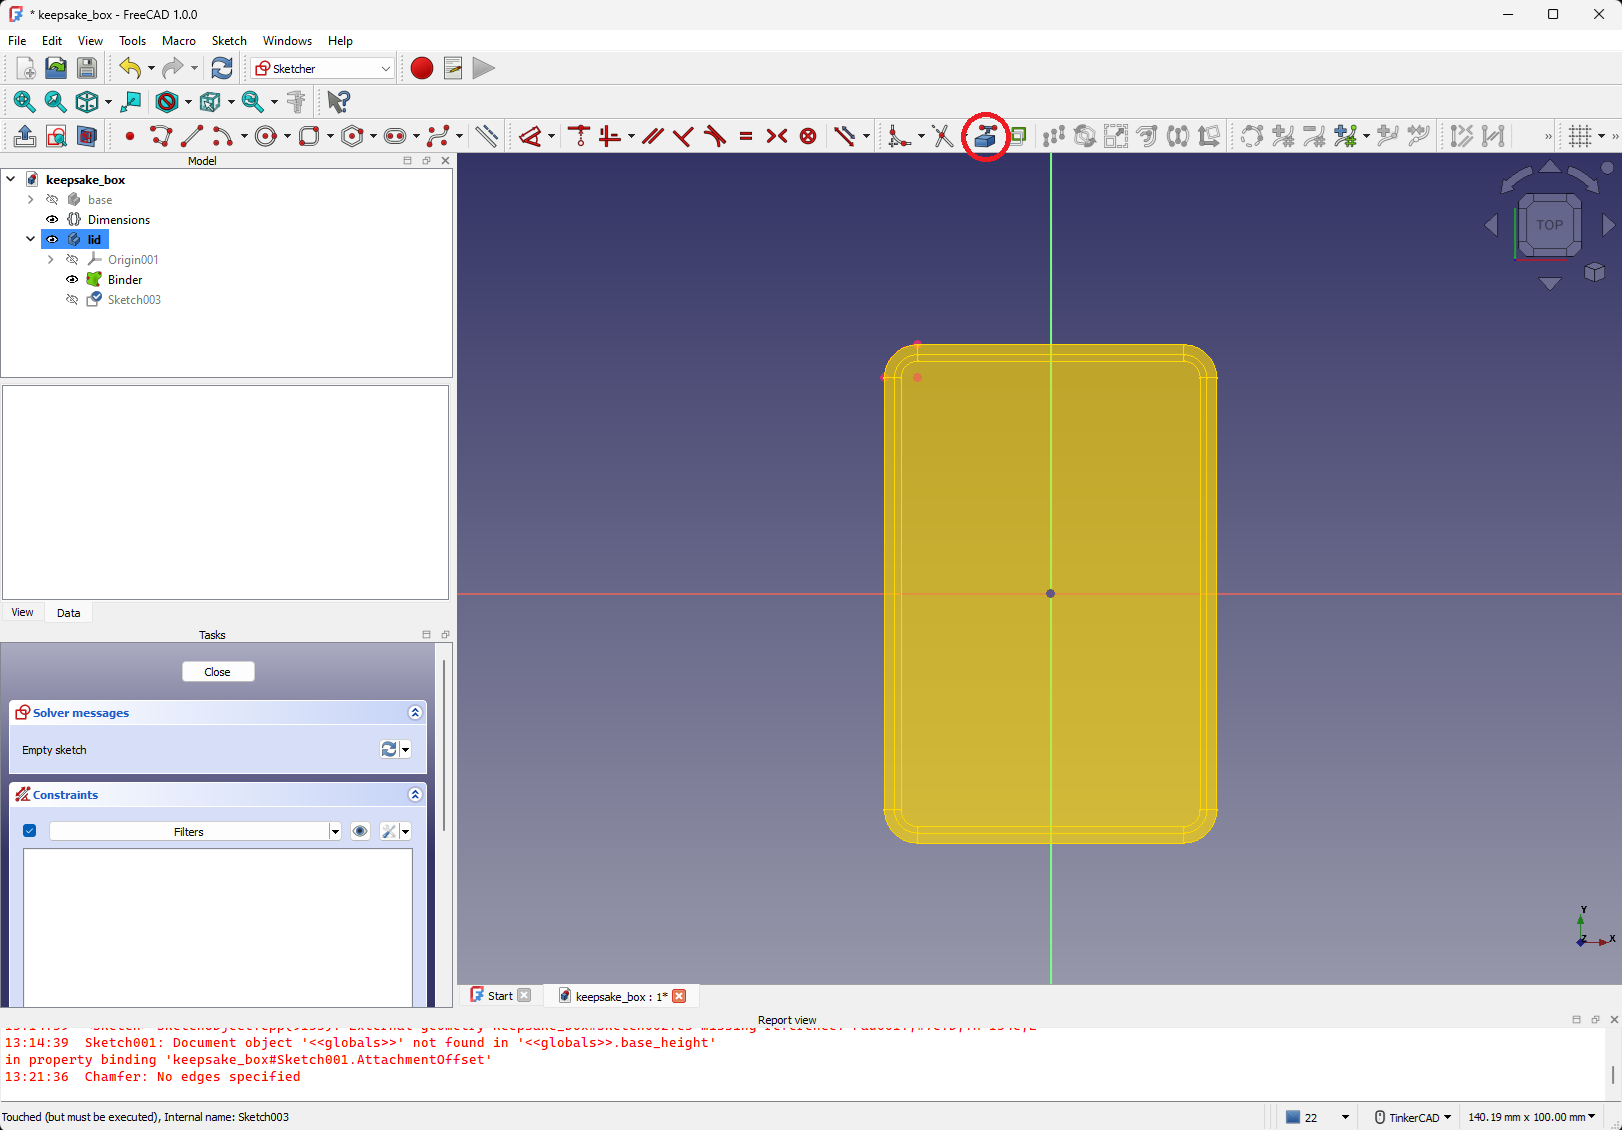 * keepsake_box - FreeCAD 1.0.0
File Edit View Tools Macro Sketch Windows Help
Sketcher
Model
keepsake_box
base
Dimensions
lid
Origin001
Binder
Sketch003
TOP
View Data
Tasks
Close
Solver messages
Empty sketch
Constraints
Filters
Y
Z X
Start keepsake_box : 1*
Report view
13:14:39 Sketch001: Document object '<<globals>>' not found in '<<globals>>.base_height'
in property binding 'keepsake_box#Sketch001.AttachmentOffset'
13:21:36 Chamfer: No edges specified
Touched (but must be executed), Internal name: Sketch003
22 TinkerCAD 140.19 mm x 100.00 mm